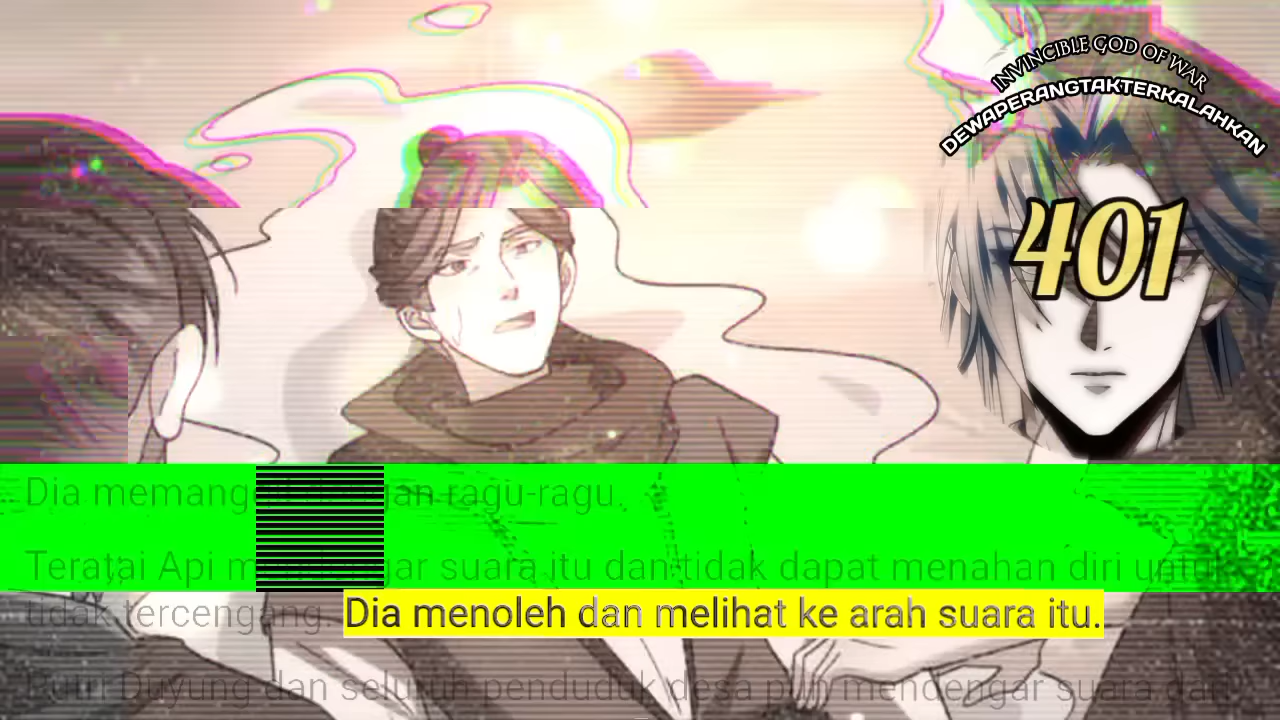 INVINCIBLE GOD OF WAR
DEWAPERANGTAKTERKALAHKAN
401
Dia memanggil dengan ragu-ragu.
Teratai Api mendengar suara itu dan tidak dapat menahan diri untuk
tidak tercengang. Dia menoleh dan melihat ke arah suara itu.
Putri Duyung dan seluruh penduduk desa pun mendengar suara dari